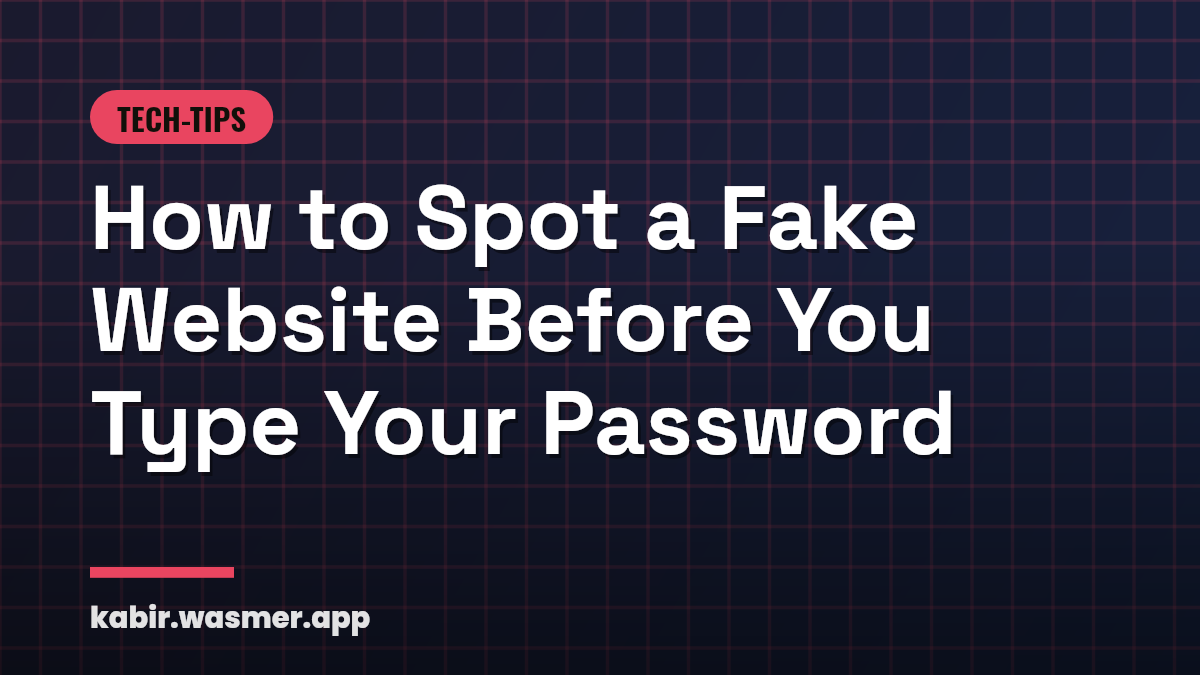 TECH-TIPS
How to Spot a Fake
Website Before You
Type Your Password
kabir.wasmer.app